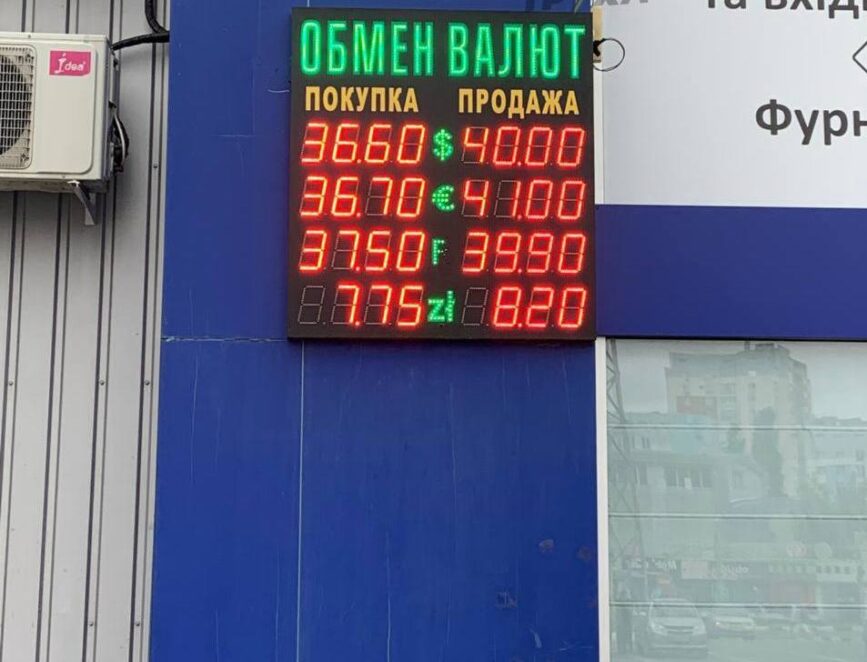 та вхідн
Idea
ОБМЕН ВАЛЮТ
ПОКУПКА ПРОДАЖА
Фурн
36.60 $ 40.00
36.70 € 41.00
37.50 F 39.90
7.75 zł 8.20